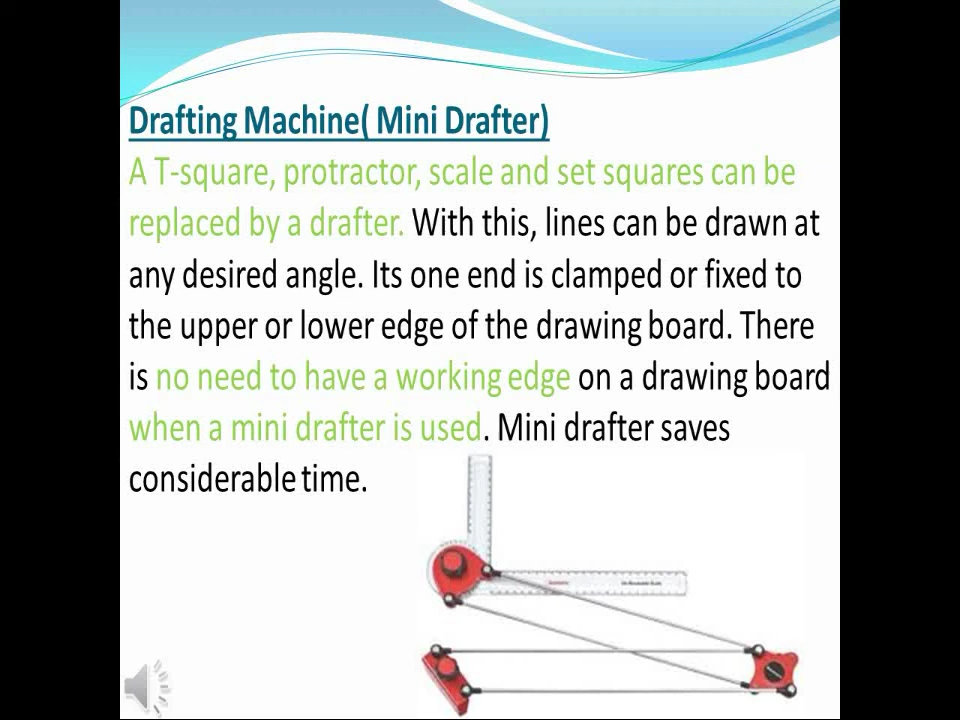 Drafting Machine( Mini Drafter)
A T-square, protractor, scale and set squares can be
replaced by a drafter. With this, lines can be drawn at
any desired angle. Its one end is clamped or fixed to
the upper or lower edge of the drawing board. There
is no need to have a working edge on a drawing board
when a mini drafter is used. Mini drafter saves
considerable time.